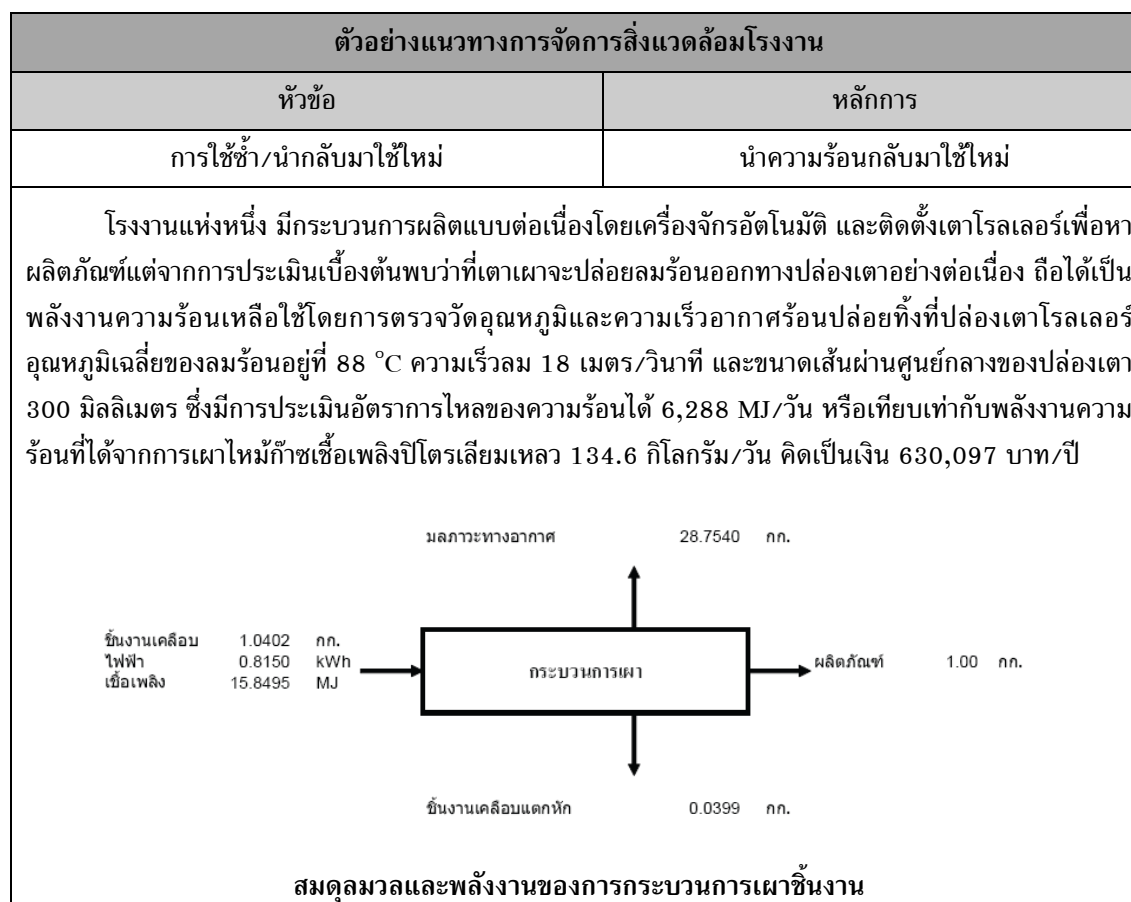 ตัวอย่างแนวทางการจัดการสิ่งแวดล้อมโรงงาน
หัวข้อ หลักการ
การใช้ซ้ำ/นำกลับมาใช้ใหม่ นำความร้อนกลับมาใช้ใหม่
โรงงานแห่งหนึ่ง มีกระบวนการผลิตแบบต่อเนื่องโดยเครื่องจักรอัตโนมัติ และติดตั้งเตาโรลเลอร์เพื่อหา
ผลิตภัณฑ์แต่จากการประเมินเบื้องต้นพบว่าที่เตาเผาจะปล่อยลมร้อนออกทางปล่องเตาอย่างต่อเนื่อง ถือได้เป็น
พลังงานความร้อนเหลือใช้โดยการตรวจวัดอุณหภูมิและความเร็วอากาศร้อนปล่อยทิ้งที่ปล่องเตาโรลเลอร์
อุณหภูมิเฉลี่ยของลมร้อนอยู่ที่ 88 °C ความเร็วลม 18 เมตร/วินาที และขนาดเส้นผ่านศูนย์กลางของปล่องเตา
300 มิลลิเมตร ซึ่งมีการประเมินอัตราการไหลของความร้อนได้ 6,288 MJ/วัน หรือเทียบเท่ากับพลังงานความ
ร้อนที่ได้จากการเผาไหม้ก๊าซเชื้อเพลิงปิโตรเลียมเหลว 134.6 กิโลกรัม/วัน คิดเป็นเงิน 630,097 บาท/ปี
มลภาวะทางอากาศ 28.7540 กก.
ชิ้นงานเคลือบ 1.0402 กก.
ไฟฟ้า 0.8150 kWh
เชื้อเพลิง 15.8495 MJ
กระบวนการเผา
ผลิตภัณฑ์ 1.00 กก.
ชิ้นงานเคลือบแตกหัก 0.0399 กก.
สมดุลมวลและพลังงานของการกระบวนการเผาชิ้นงาน